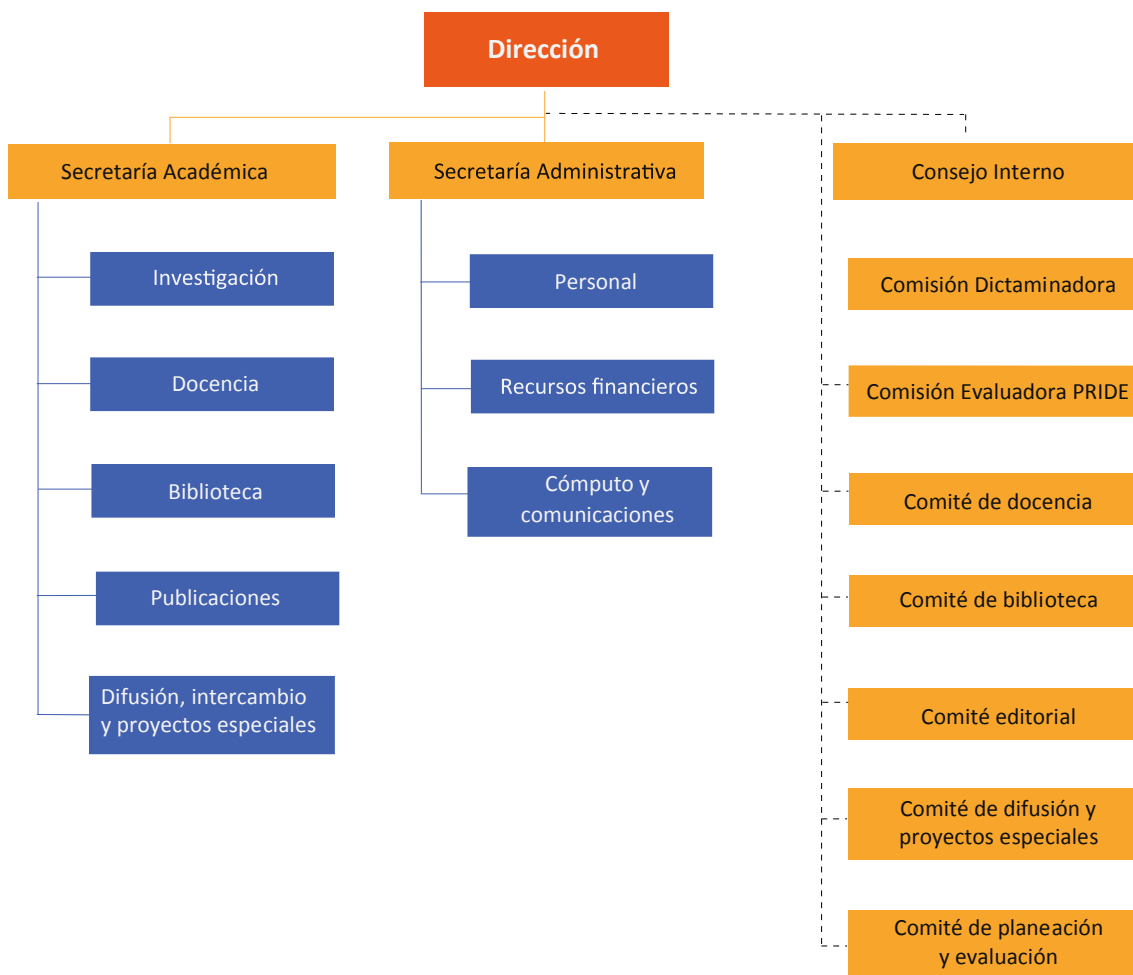 Dirección
Secretaría Académica
Secretaría Administrativa
Consejo Interno
Investigación
Docencia
Biblioteca
Publicaciones
Difusión, intercambio
y proyectos especiales
Personal
Recursos financieros
Cómputo y
comunicaciones
Comisión Dictaminadora
Comisión Evaluadora PRIDE
Comité de docencia
Comité de biblioteca
Comité editorial
Comité de difusión y
proyectos especiales
Comité de planeación
y evaluación